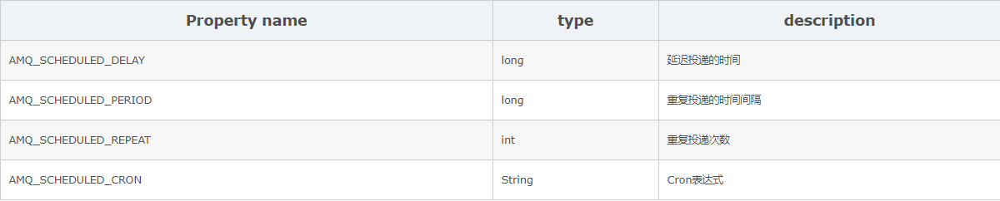 Property name type description
AMQ_SCHEDULED_DELAY long 延迟投递的时间
AMQ_SCHEDULED_PERIOD long 重复投递的时间间隔
AMQ_SCHEDULED_REPEAT int 重复投递次数
AMQ_SCHEDULED_CRON String Cron表达式